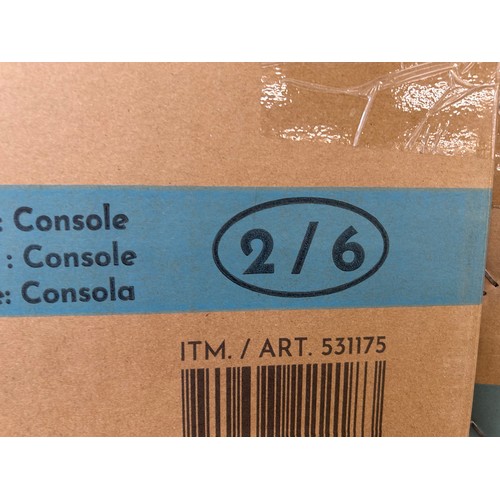 : Console
: Console
e: Consola
2 / 6
ITM. / ART. 531175